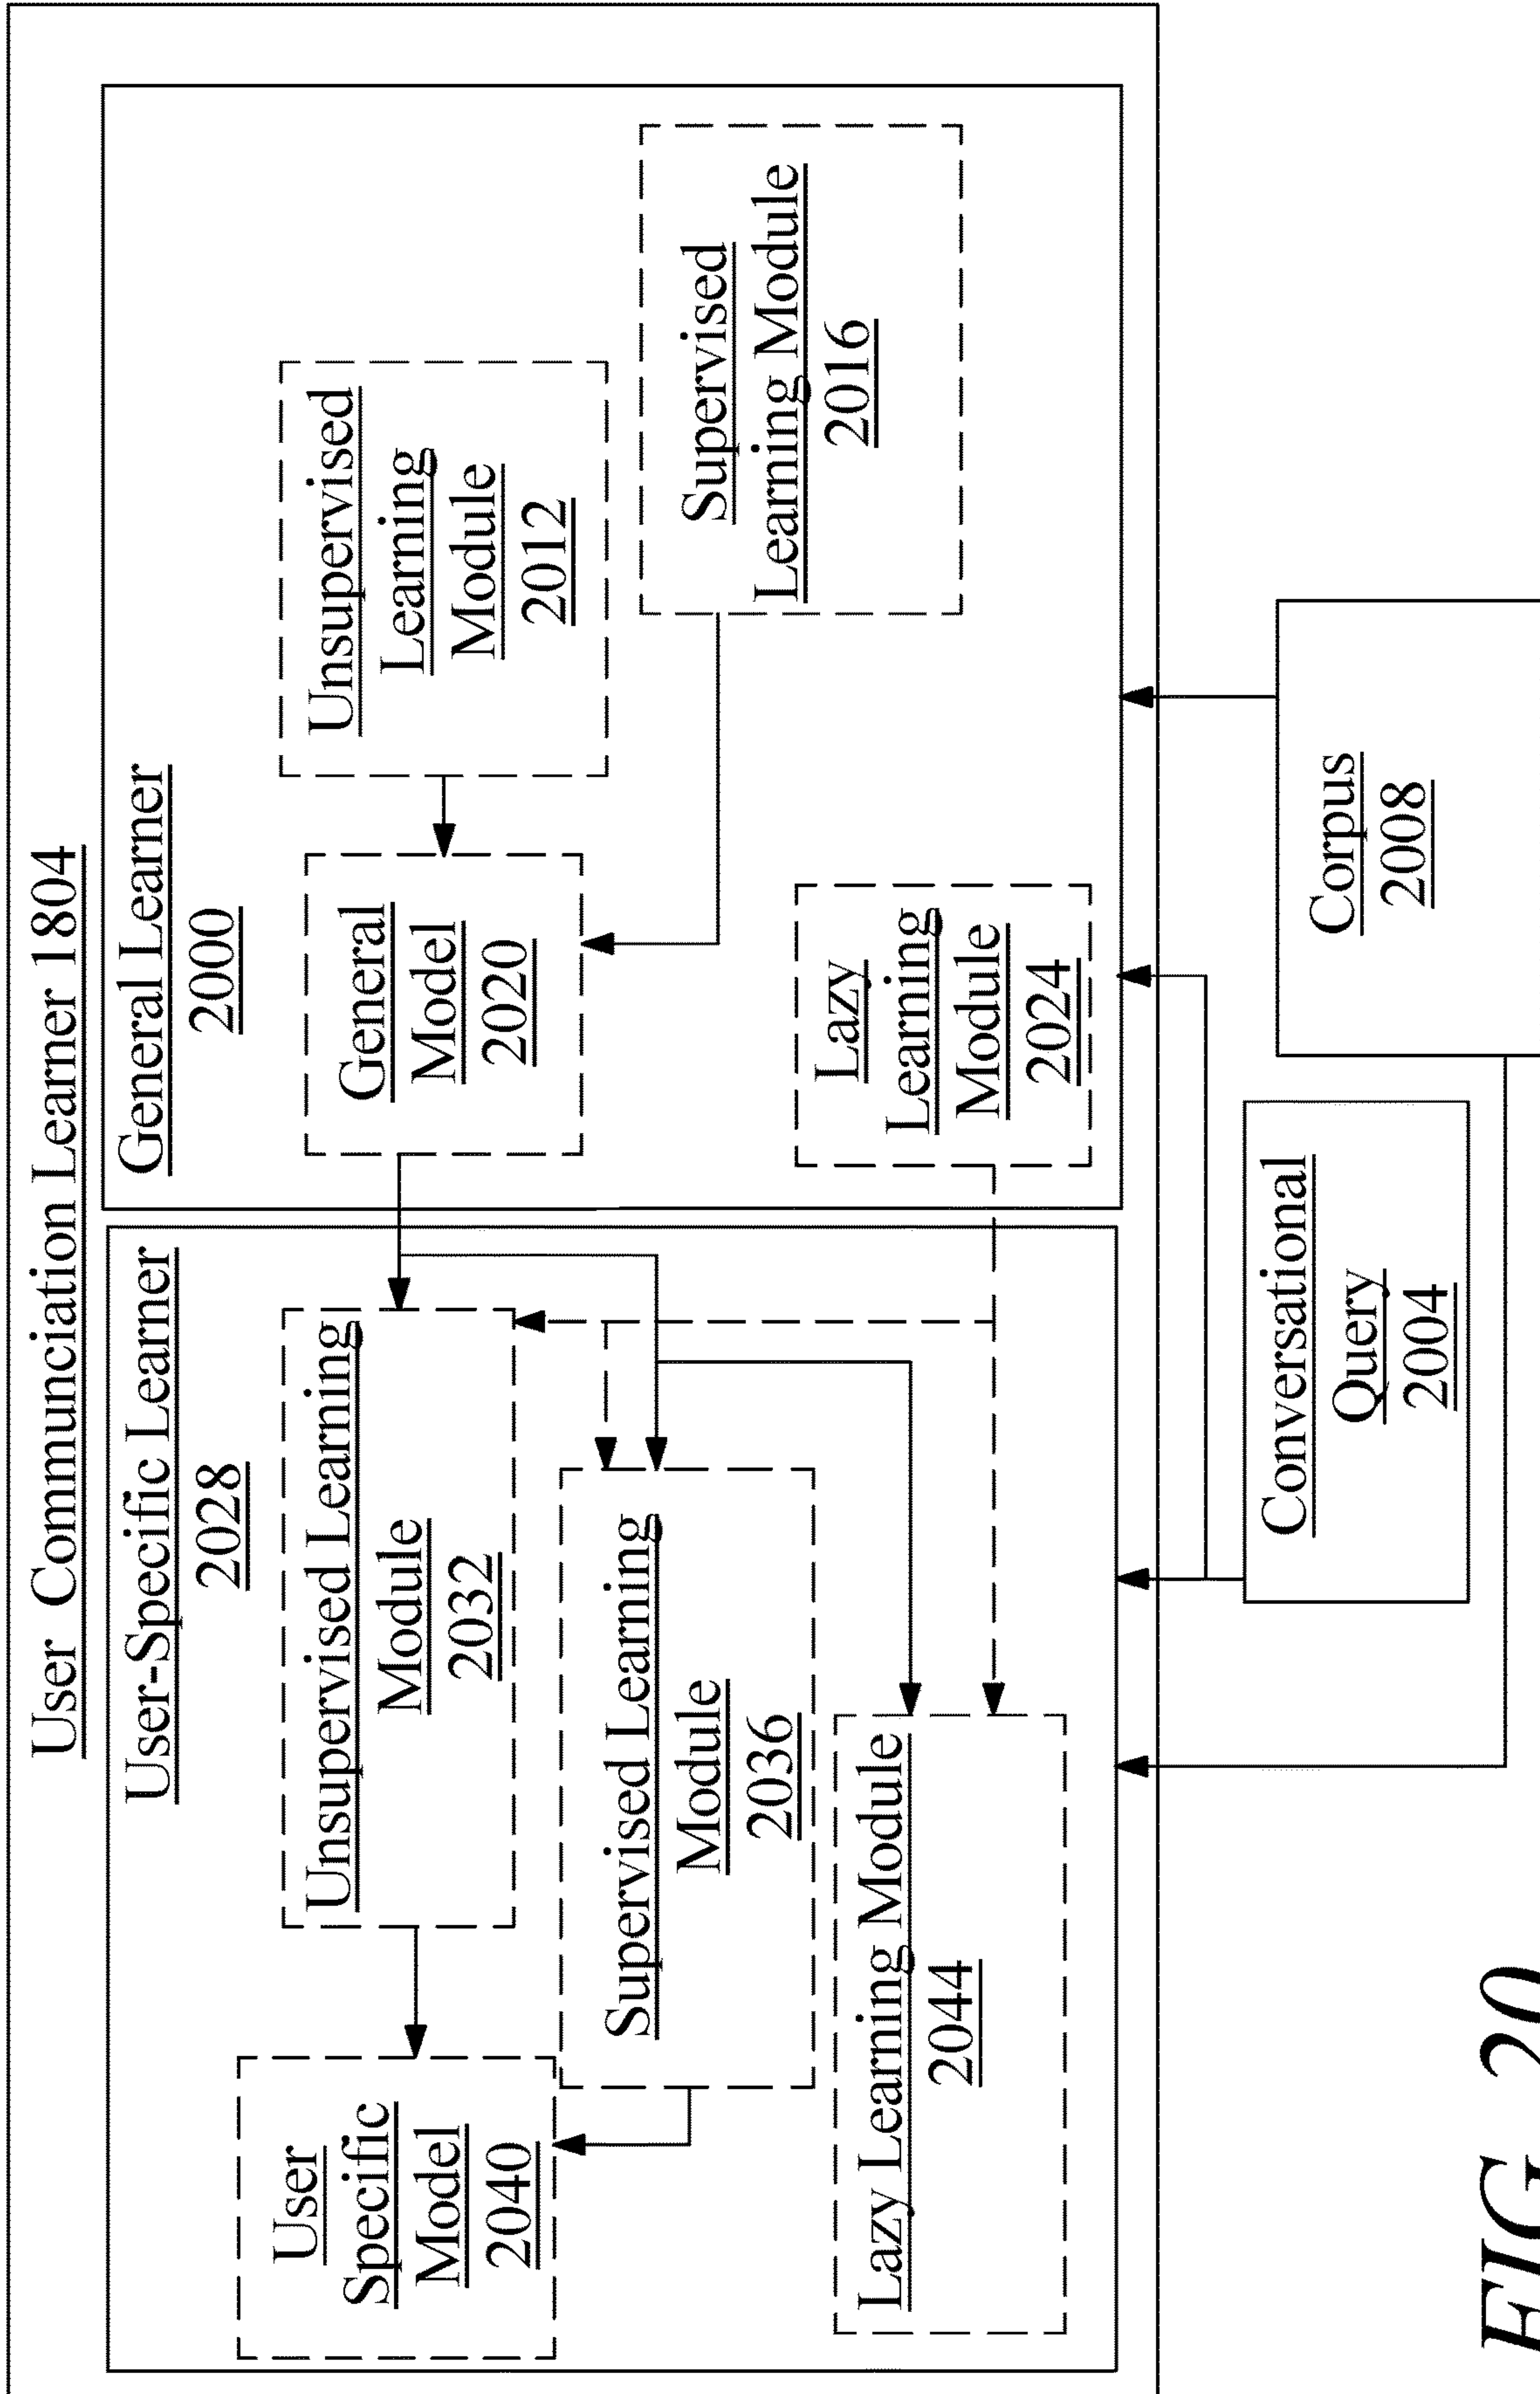 User Communciation Learner 1804
User-Specific Learner
2028
General Learner
2000
User
Specific
Model
2040
Unsupervised Learning
Module
2032
Supervised Learning
Module
2036
Lazy Learning Module
2044
General
Model
2020
Unsupervised
Learning
Module
2012
Supervised
Learning Module
2016
Lazy
Learning
Module
2024
Conversational
Query
2004
Corpus
2008
FIG. 20